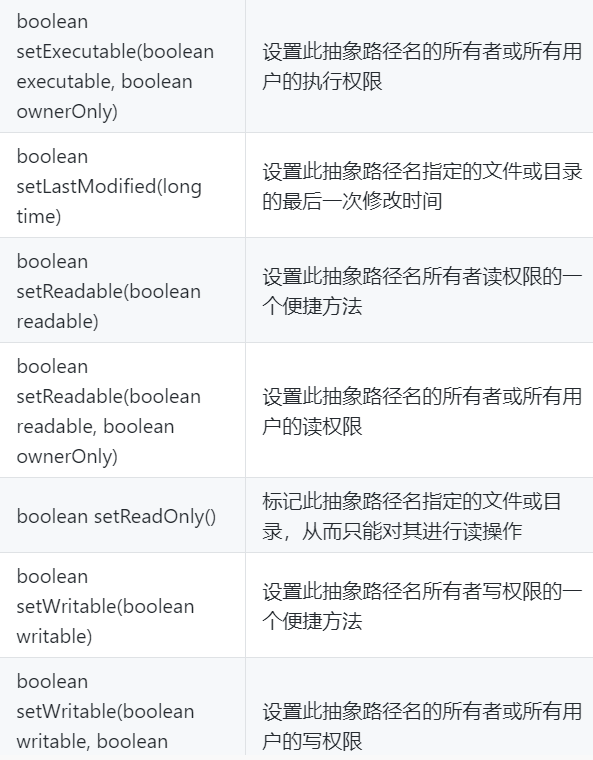 boolean
setExecutable(boolean
executable, boolean
ownerOnly)
设置此抽象路径名的所有者或所有用
户的执行权限
boolean
setLastModified(long
time)
设置此抽象路径名指定的文件或目录
的最后一次修改时间
boolean
setReadable(boolean
readable)
设置此抽象路径名所有者读权限的一
个便捷方法
boolean
setReadable(boolean
readable, boolean
ownerOnly)
设置此抽象路径名的所有者或所有用
户的读权限
boolean setReadOnly()
标记此抽象路径名指定的文件或目
录，从而只能对其进行读操作
boolean
setWritable(boolean
writable)
设置此抽象路径名所有者写权限的一
个便捷方法
boolean
setWritable(boolean
writable, boolean
设置此抽象路径名的所有者或所有用
户的写权限